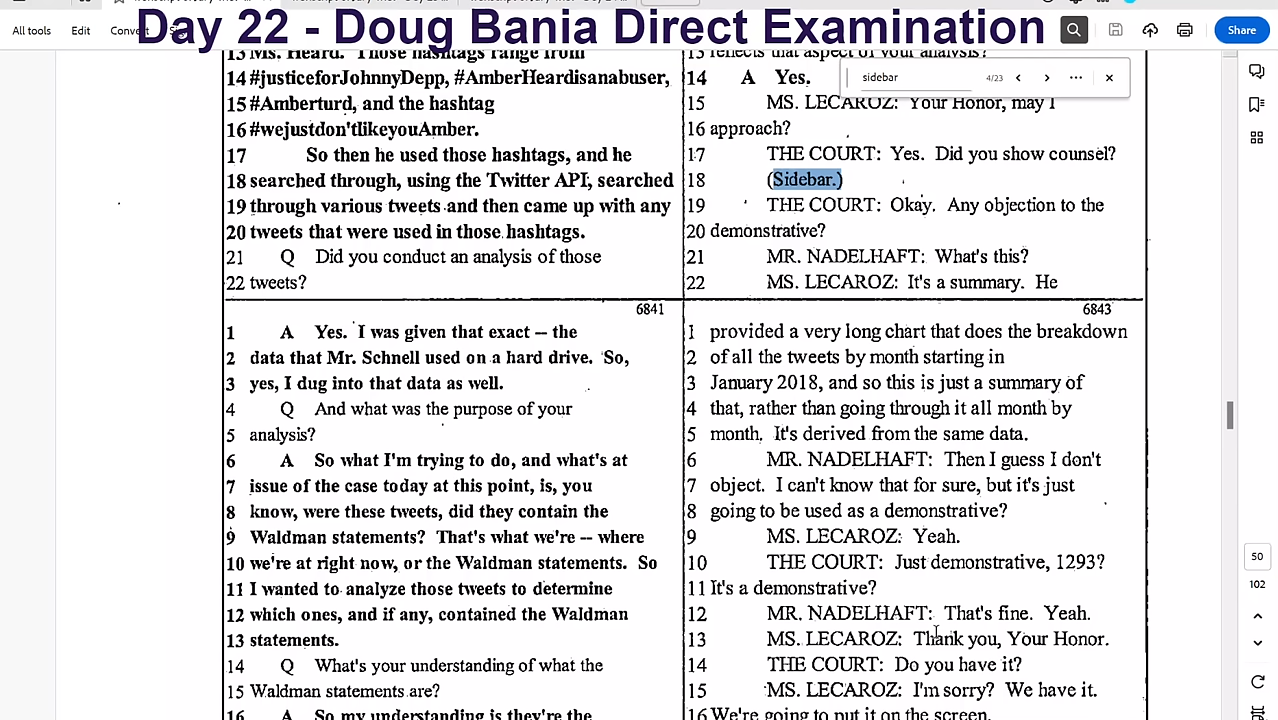 Day 22 - Doug Bania Direct Examination
All tools
Edit
Share
sidebar
4/23
13 Ms. Heard. Those hashtags range from
14 #justiceforJohnnyDepp, #AmberHeardisanabuser,
15 #Amberturd, and the hashtag
16 #wejustdon'tlikeyouAmber.
17 So then he used those hashtags, and he
18 searched through, using the Twitter API, searched
19 through various tweets and then came up with any
20 tweets that were used in those hashtags.
21 Q Did you conduct an analysis of those
22 tweets?
6841
1 A Yes. I was given that exact -- the
2 data that Mr. Schnell used on a hard drive. So,
3 yes, I dug into that data as well.
4 Q And what was the purpose of your
5 analysis?
6 A So what I'm trying to do, and what's at
7 issue of the case today at this point, is, you
8 know, were these tweets, did they contain the
9 Waldman statements? That's what we're -- where
10 we're at right now, or the Waldman statements. So
11 I wanted to analyze those tweets to determine
12 which ones, and if any, contained the Waldman
13 statements.
14 Q What's your understanding of what the
15 Waldman statements are?
16 A So my understanding is they're the
13 reflects that aspect of your analysis?
14 A Yes.
15 MS. LECAROZ: Your Honor, may I
16 approach?
17 THE COURT: Yes. Did you show counsel?
18 (Sidebar.)
19 THE COURT: Okay. Any objection to the
20 demonstrative?
21 MR. NADELHAFT: What's this?
22 MS. LECAROZ: It's a summary. He
6843
1 provided a very long chart that does the breakdown
2 of all the tweets by month starting in
3 January 2018, and so this is just a summary of
4 that, rather than going through it all month by
5 month. It's derived from the same data.
6 MR. NADELHAFT: Then I guess I don't
7 object. I can't know that for sure, but it's just
8 going to be used as a demonstrative?
9 MS. LECAROZ: Yeah.
10 THE COURT: Just demonstrative, 1293?
11 It's a demonstrative?
12 MR. NADELHAFT: That's fine. Yeah.
13 MS. LECAROZ: Thank you, Your Honor.
14 THE COURT: Do you have it?
15 MS. LECAROZ: I'm sorry? We have it.
16 We're going to put it on the screen.
50
102